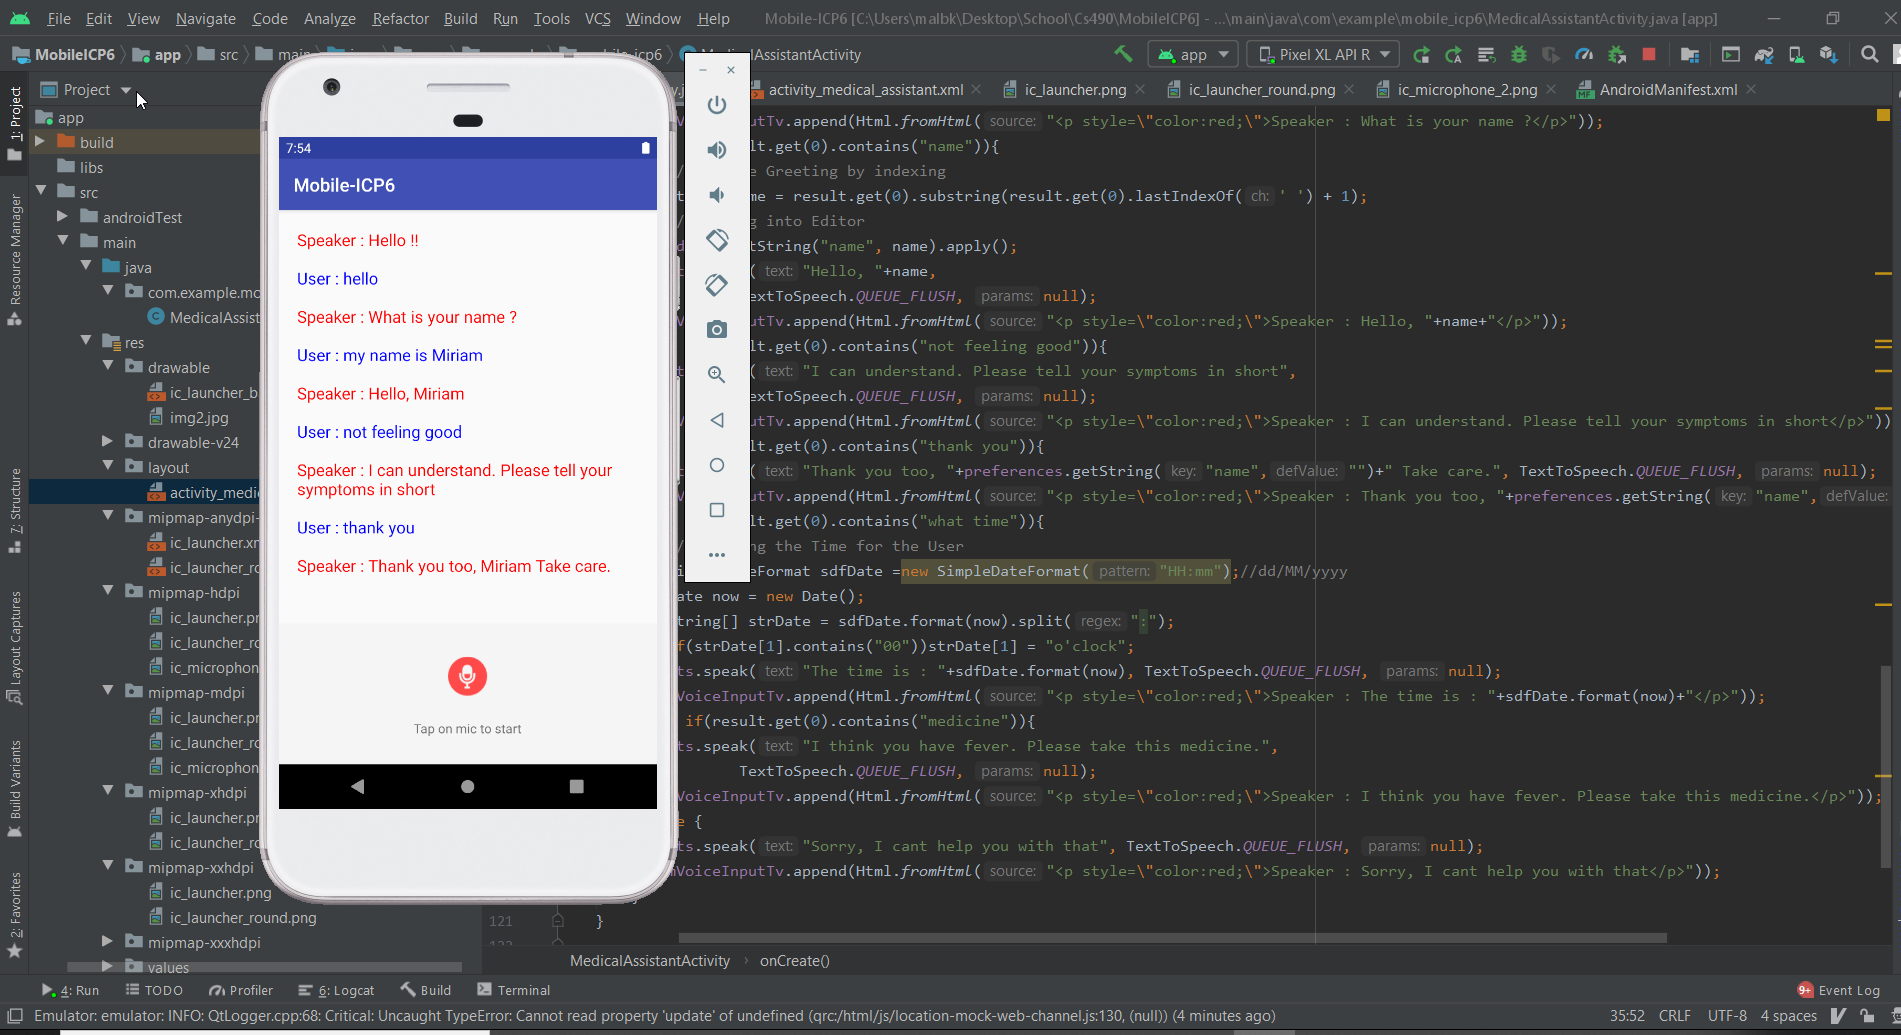 File Edit View Navigate Code Analyze Refactor Build Run Tools VCS Window Help Mobile-ICP6 [C:\Users\malbk\Desktop\School\Cs490\MobileICP6] - ...\main\java\com\example\mobile_icp6\MedicalAssistantActivity.java [app]
MobileICP6 app src app Pixel XL API R
Project
activity_medical_assistant.xml ic_launcher.png ic_launcher_round.png ic_microphone_2.png AndroidManifest.xml
1: Project
Resource Manager
7: Structure
Layout Captures
Build Variants
2: Favorites
app
build
libs
src
androidTest
main
java
com.example.mo
MedicalAssist
res
drawable
ic_launcher_b
img2.jpg
drawable-v24
layout
activity_medi
mipmap-anydpi-
ic_launcher.xm
ic_launcher_ro
mipmap-hdpi
ic_launcher.pr
ic_launcher_ro
ic_microphon
mipmap-mdpi
ic_launcher.pr
ic_launcher_ro
ic_microphon
mipmap-xhdpi
ic_launcher.pr
ic_launcher_ro
mipmap-xxhdpi
ic_launcher.png
ic_launcher_round.png
mipmap-xxxhdpi
values
7:54
Mobile-ICP6
Speaker : Hello !!
User : hello
Speaker : What is your name ?
User : my name is Miriam
Speaker : Hello, Miriam
User : not feeling good
Speaker : I can understand. Please tell your
symptoms in short
User : thank you
Speaker : Thank you too, Miriam Take care.
Tap on mic to start
nputTv.append(Html.fromHtml( source: "<p style=\"color:red;\">Speaker : What is your name ?</p>"));
lt.get(0).contains("name")){
e Greeting by indexing
me = result.get(0).substring(result.get(0).lastIndexOf( ch: ' ') + 1);
g into Editor
tString("name", name).apply();
( text: "Hello, "+name,
extToSpeech.QUEUE_FLUSH, params: null);
nputTv.append(Html.fromHtml( source: "<p style=\"color:red;\">Speaker : Hello, "+name+"</p>"));
lt.get(0).contains("not feeling good")){
( text: "I can understand. Please tell your symptoms in short",
extToSpeech.QUEUE_FLUSH, params: null);
nputTv.append(Html.fromHtml( source: "<p style=\"color:red;\">Speaker : I can understand. Please tell your symptoms in short</p>"))
lt.get(0).contains("thank you")){
( text: "Thank you too, "+preferences.getString( key: "name", defValue: "")+" Take care.", TextToSpeech.QUEUE_FLUSH, params: null);
nputTv.append(Html.fromHtml( source: "<p style=\"color:red;\">Speaker : Thank you too, "+preferences.getString( key: "name", defValue:
lt.get(0).contains("what time")){
ng the Time for the User
eFormat sdfDate =new SimpleDateFormat( pattern: "HH:mm");//dd/MM/yyyy
ate now = new Date();
tring[] strDate = sdfDate.format(now).split( regex: ":");
f(strDate[1].contains("00"))strDate[1] = "o'clock";
ts.speak( text: "The time is : "+sdfDate.format(now), TextToSpeech.QUEUE_FLUSH, params: null);
VoiceInputTv.append(Html.fromHtml( source: "<p style=\"color:red;\">Speaker : The time is : "+sdfDate.format(now)+"</p>"));
if(result.get(0).contains("medicine")){
ts.speak( text: "I think you have fever. Please take this medicine.",
TextToSpeech.QUEUE_FLUSH, params: null);
VoiceInputTv.append(Html.fromHtml( source: "<p style=\"color:red;\">Speaker : I think you have fever. Please take this medicine.</p>"));
e {
ts.speak( text: "Sorry, I cant help you with that", TextToSpeech.QUEUE_FLUSH, params: null);
mVoiceInputTv.append(Html.fromHtml( source: "<p style=\"color:red;\">Speaker : Sorry, I cant help you with that</p>"));
121 }
MedicalAssistantActivity › onCreate()
4: Run TODO Profiler 6: Logcat Build Terminal 9+ Event Log
Emulator: emulator: INFO: QtLogger.cpp:68: Critical: Uncaught TypeError: Cannot read property 'update' of undefined (qrc:/html/js/location-mock-web-channel.js:130, (null)) (4 minutes ago) 35:52 CRLF UTF-8 4 spaces